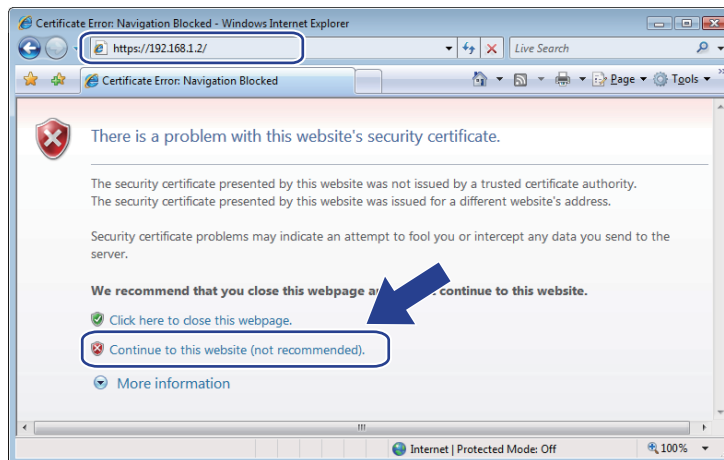 Certificate Error: Navigation Blocked - Windows Internet Explorer
https://192.168.1.2/
Live Search
Certificate Error: Navigation Blocked
Page
Tools
There is a problem with this website's security certificate.
The security certificate presented by this website was not issued by a trusted certificate authority.
The security certificate presented by this website was issued for a different website's address.
Security certificate problems may indicate an attempt to fool you or intercept any data you send to the
server.
We recommend that you close this webpage a continue to this website.
Click here to close this webpage.
Continue to this website (not recommended).
More information
Internet | Protected Mode: Off
100%